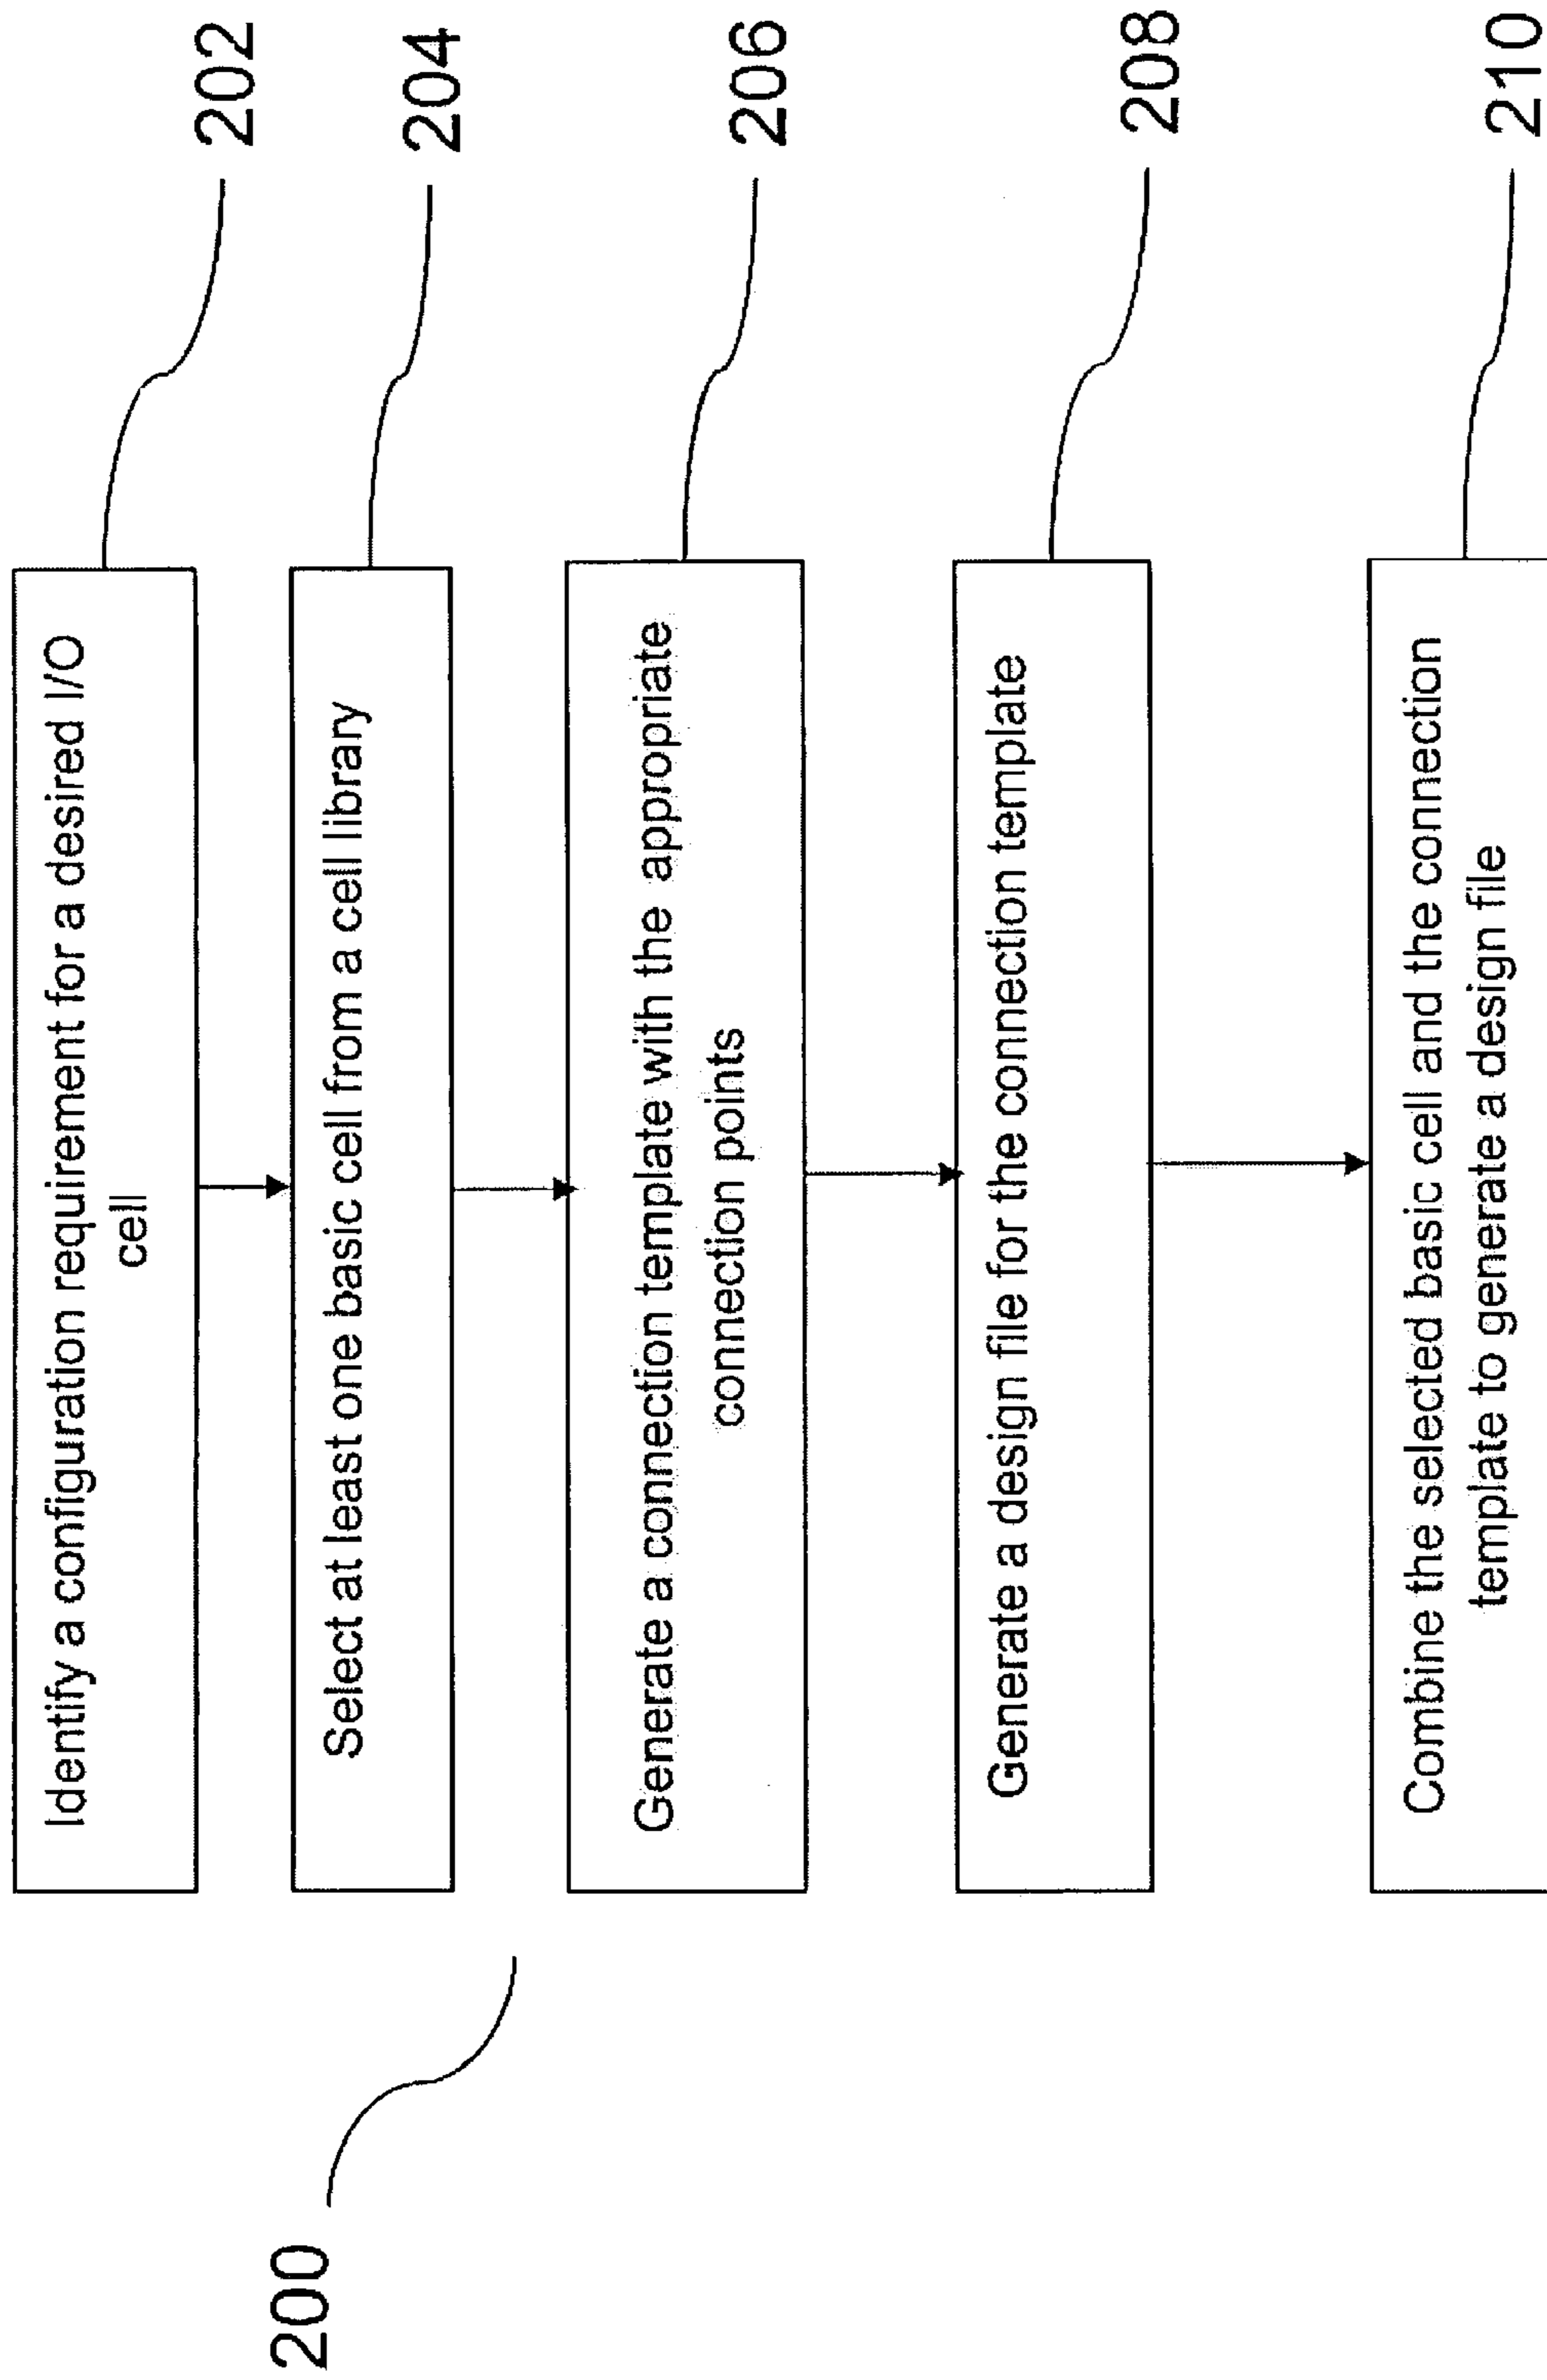 200
Identify a configuration requirement for a desired I/O
cell
202
Select at least one basic cell from a cell library
204
Generate a connection template with the appropriate
connection points
206
Generate a design file for the connection template
208
Combine the selected basic cell and the connection
template to generate a design file
210